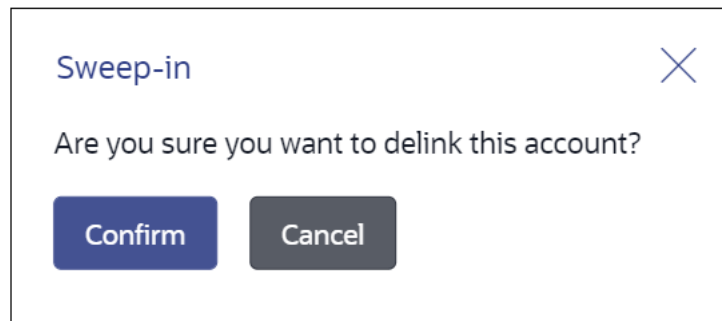 Sweep-in
Are you sure you want to delink this account?
Confirm Cancel